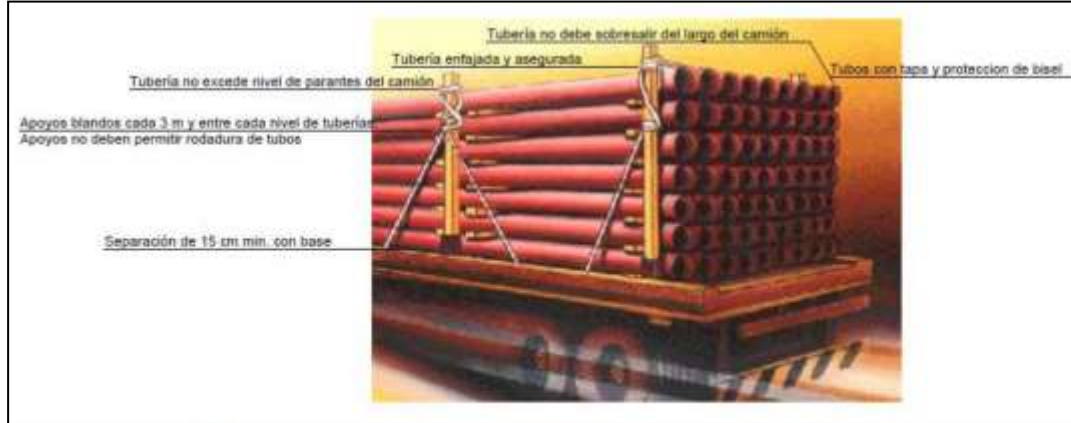 Tubería no debe sobresalir del largo del camión
Tubería enfajada y asegurada
Tubos con tapa y proteccion de bisel
Tubería no excede nivel de parantes del camión
Apoyos blandos cada 3 m y entre cada nivel de tuberías
Apoyos no deben permitir rodadura de tubos
Separación de 15 cm min. con base